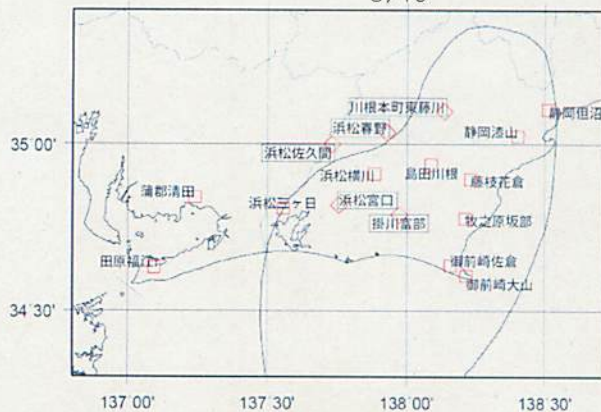 川根本町東藤川
静岡但沼
浜松春野
静岡漆山
35°00'
浜松佐久間
浜松横川
島田川根
藤枝花倉
蒲郡清田
浜松三ヶ日
浜松宮口
掛川富部
牧之原坂部
田原福江
御前崎佐倉
御前崎大山
34°30'
137°00'
137°30'
138°00'
138°30'